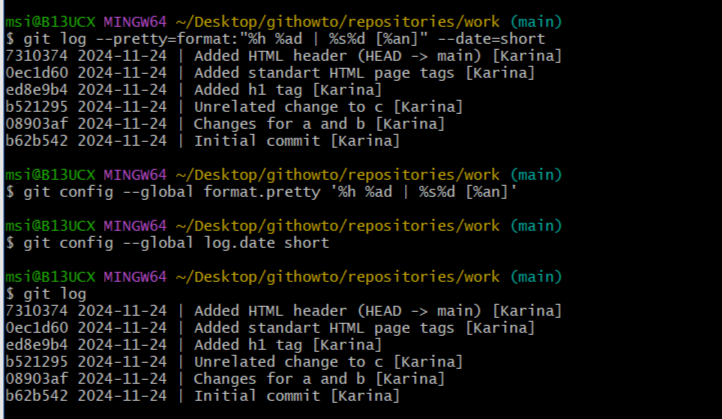 msi@B13UCX MINGW64 ~/Desktop/githowto/repositories/work (main)
$ git log --pretty=format:"%h %ad | %s%d [%an]" --date=short
7310374 2024-11-24 | Added HTML header (HEAD -> main) [Karina]
0ec1d60 2024-11-24 | Added standart HTML page tags [Karina]
ed8e9b4 2024-11-24 | Added h1 tag [Karina]
b521295 2024-11-24 | Unrelated change to c [Karina]
08903af 2024-11-24 | Changes for a and b [Karina]
b62b542 2024-11-24 | Initial commit [Karina]
msi@B13UCX MINGW64 ~/Desktop/githowto/repositories/work (main)
$ git config --global format.pretty '%h %ad | %s%d [%an]'
msi@B13UCX MINGW64 ~/Desktop/githowto/repositories/work (main)
$ git config --global log.date short
msi@B13UCX MINGW64 ~/Desktop/githowto/repositories/work (main)
$ git log
7310374 2024-11-24 | Added HTML header (HEAD -> main) [Karina]
0ec1d60 2024-11-24 | Added standart HTML page tags [Karina]
ed8e9b4 2024-11-24 | Added h1 tag [Karina]
b521295 2024-11-24 | Unrelated change to c [Karina]
08903af 2024-11-24 | Changes for a and b [Karina]
b62b542 2024-11-24 | Initial commit [Karina]